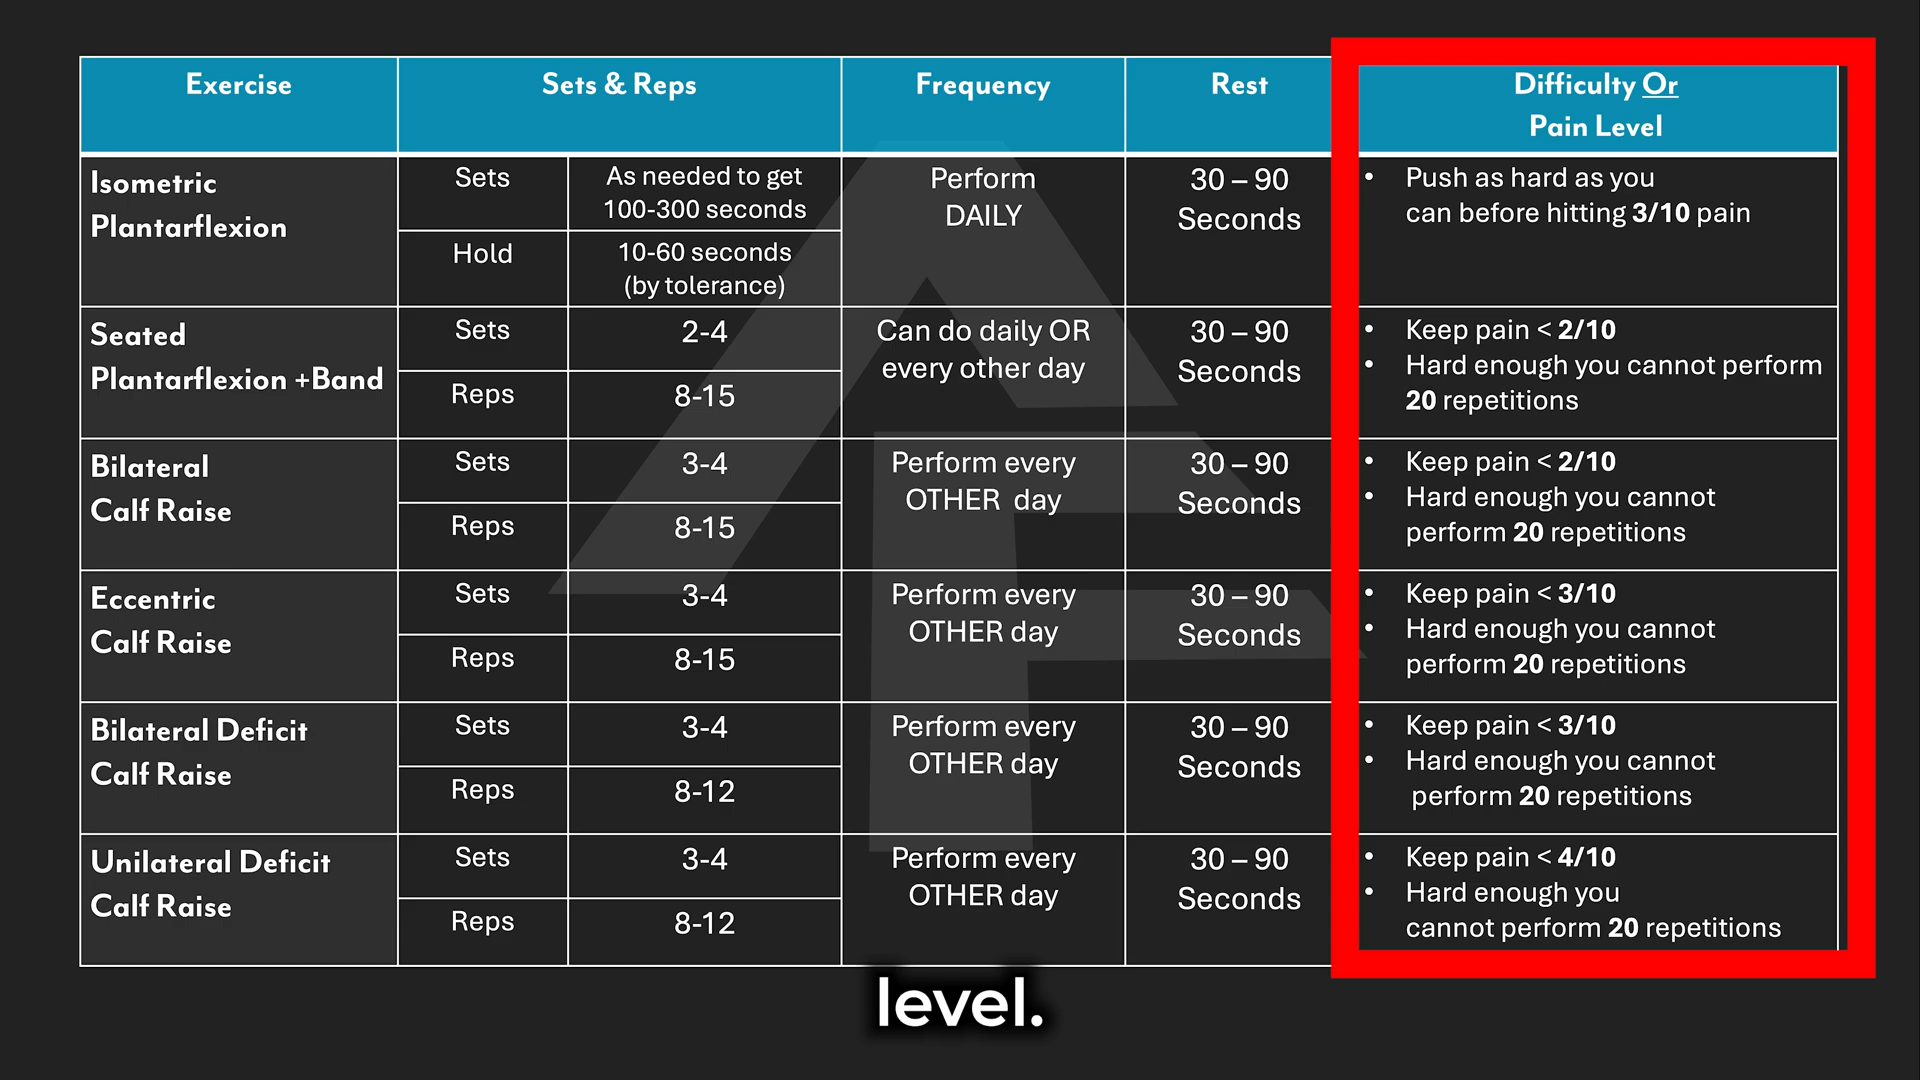 Exercise
Sets & Reps
Frequency
Rest
Difficulty Or
Pain Level
Isometric
Plantarflexion
Sets
As needed to get
100-300 seconds
Hold
10-60 seconds
(by tolerance)
Perform
DAILY
30 – 90
Seconds
• Push as hard as you
can before hitting 3/10 pain
Seated
Plantarflexion +Band
Sets
2-4
Reps
8-15
Can do daily OR
every other day
30 – 90
Seconds
• Keep pain < 2/10
• Hard enough you cannot perform
20 repetitions
Bilateral
Calf Raise
Sets
3-4
Reps
8-15
Perform every
OTHER day
30 – 90
Seconds
• Keep pain < 2/10
• Hard enough you cannot
perform 20 repetitions
Eccentric
Calf Raise
Sets
3-4
Reps
8-15
Perform every
OTHER day
30 – 90
Seconds
• Keep pain < 3/10
• Hard enough you cannot
perform 20 repetitions
Bilateral Deficit
Calf Raise
Sets
3-4
Reps
8-12
Perform every
OTHER day
30 – 90
Seconds
• Keep pain < 3/10
• Hard enough you cannot
perform 20 repetitions
Unilateral Deficit
Calf Raise
Sets
3-4
Reps
8-12
Perform every
OTHER day
30 – 90
Seconds
• Keep pain < 4/10
• Hard enough you
cannot perform 20 repetitions
level.